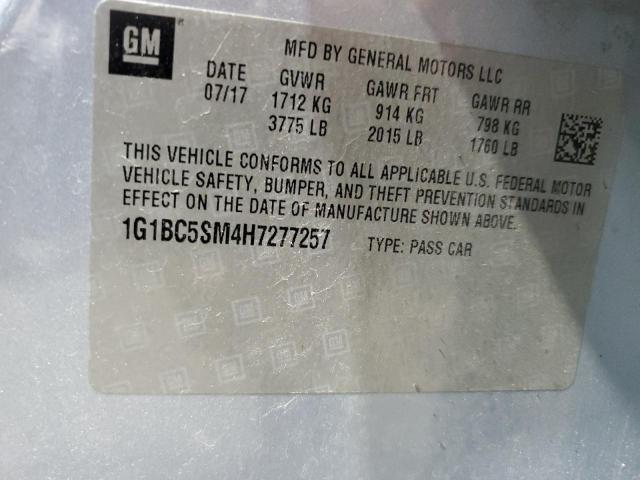 GM
MFD BY GENERAL MOTORS LLC
DATE GVWR GAWR FRT GAWR RR
07/17 1712 KG 914 KG 798 KG
3775 LB 2015 LB 1760 LB
THIS VEHICLE CONFORMS TO ALL APPLICABLE U.S. FEDERAL MOTOR
VEHICLE SAFETY, BUMPER, AND THEFT PREVENTION STANDARDS IN
EFFECT ON THE DATE OF MANUFACTURE SHOWN ABOVE.
1G1BC5SM4H7277257 TYPE: PASS CAR